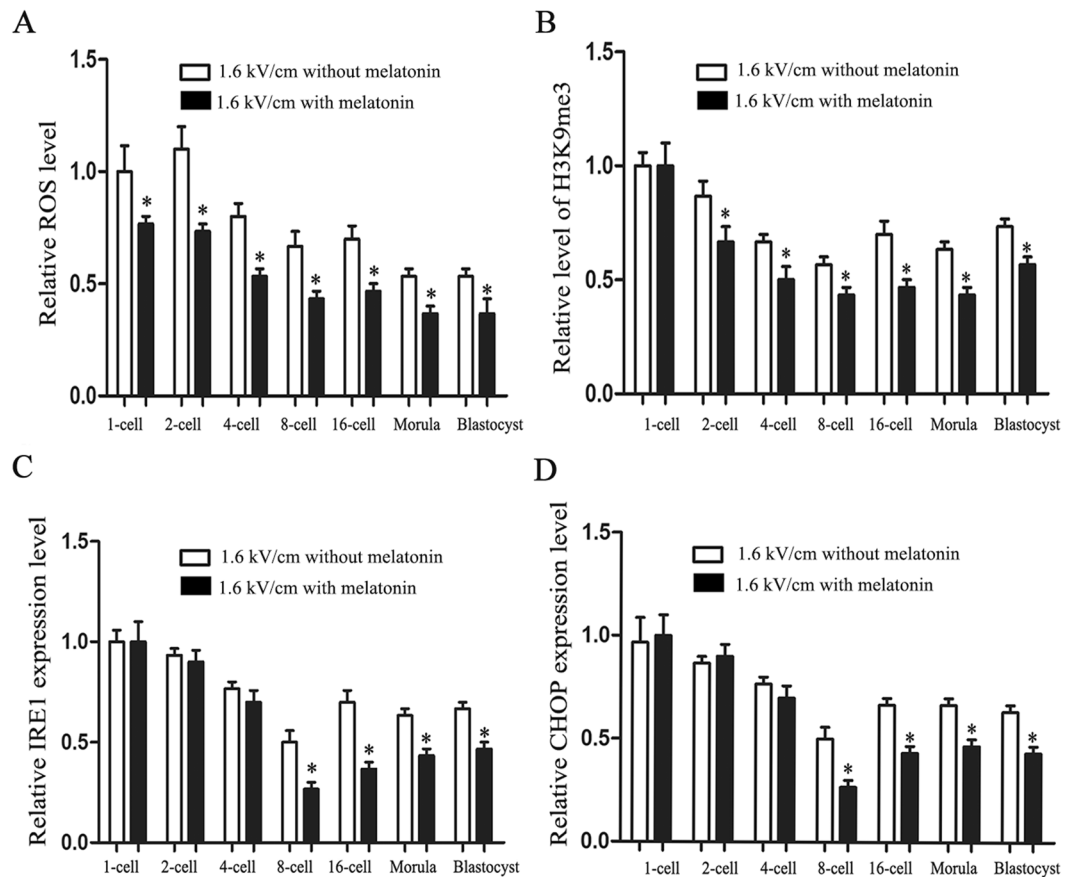 A
Relative ROS level
1.5
1.0
0.5
0.0
1.6 kV/cm without melatonin
1.6 kV/cm with melatonin
* * * * * * *
1-cell 2-cell 4-cell 8-cell 16-cell Morula Blastocyst
B
Relative level of H3K9me3
1.5
1.0
0.5
0.0
1.6 kV/cm without melatonin
1.6 kV/cm with melatonin
* * * * * *
1-cell 2-cell 4-cell 8-cell 16-cell Morula Blastocyst
C
Relative IRE1 expression level
1.5
1.0
0.5
0.0
1.6 kV/cm without melatonin
1.6 kV/cm with melatonin
* * * *
1-cell 2-cell 4-cell 8-cell 16-cell Morula Blastocyst
D
Relative CHOP expression level
1.5
1.0
0.5
0.0
1.6 kV/cm without melatonin
1.6 kV/cm with melatonin
* * * *
1-cell 2-cell 4-cell 8-cell 16-cell Morula Blastocyst